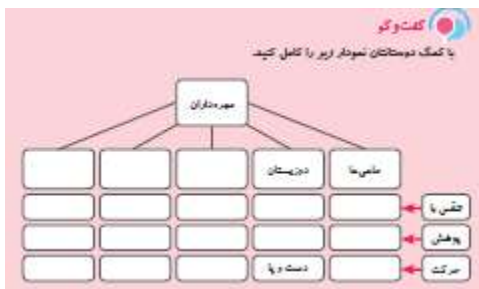 گفت‌و‌گو
با کمک دوستانتان نمودار زیر را کامل کنید.
مهره‌داران
ماهی‌ها
دوزیستان
تنفس با
پوشش
حرکت
دست و پا